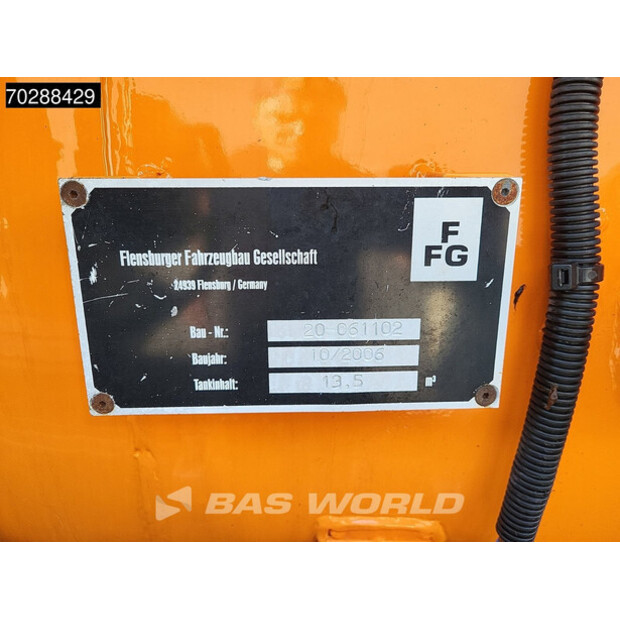 70288429
F
FFG
Flensburger Fahrzeugbau Gesellschaft
24939 Flensburg / Germany
Bau - Nr.: 20-061102
Baujahr: 10/2006
Tankinhalt: 13,5 m³
BAS WORLD